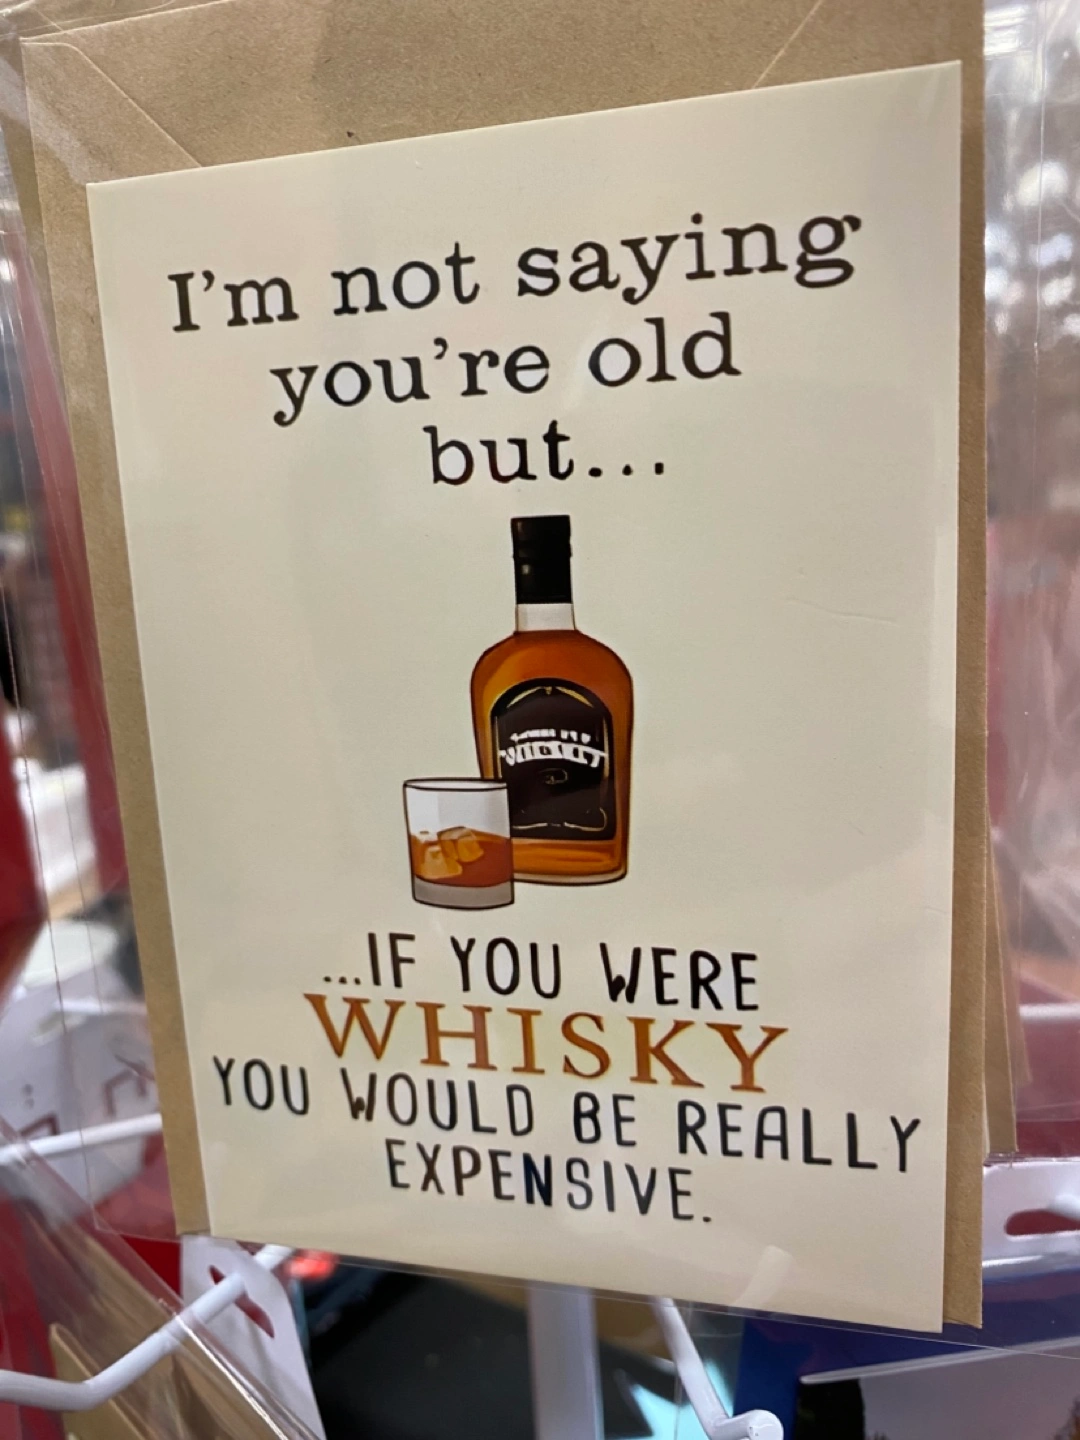 I'm not saying
you're old
but...
...IF YOU WERE
WHISKY
YOU WOULD BE REALLY
EXPENSIVE.